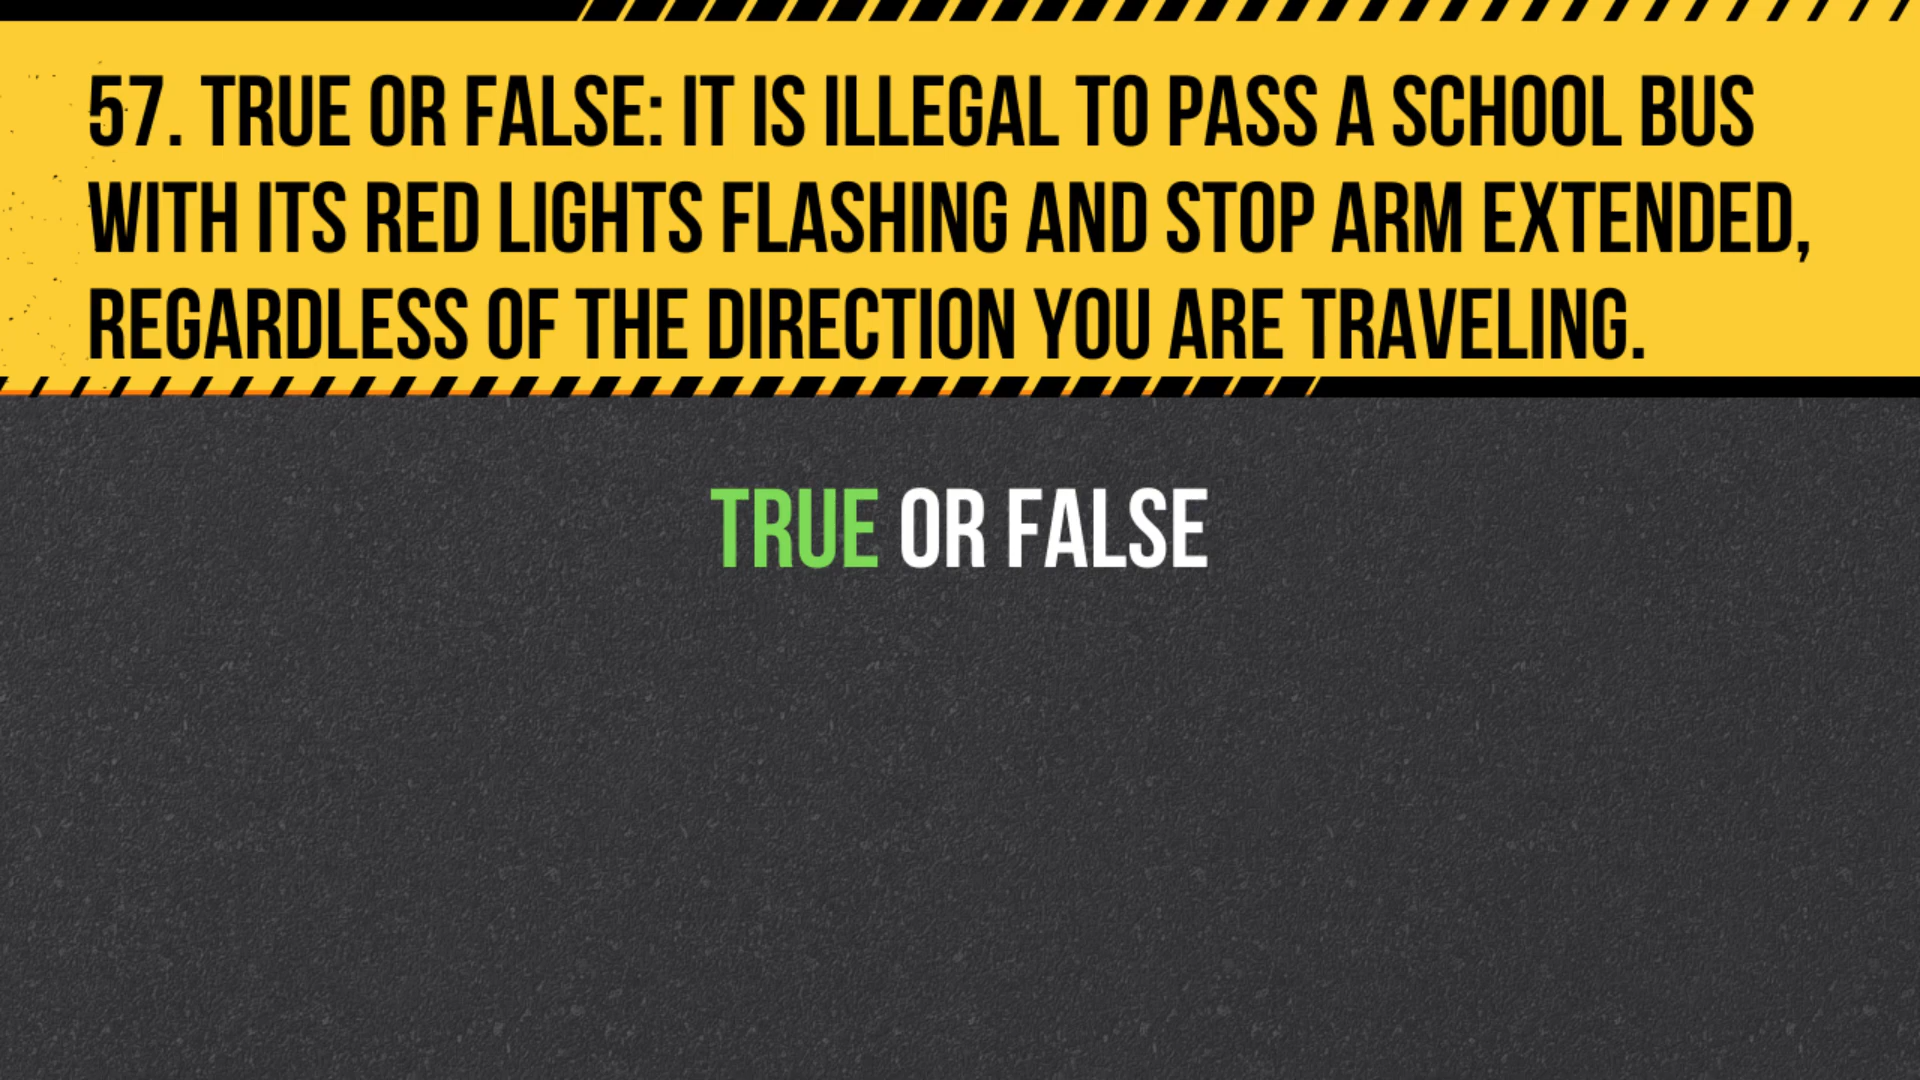 57. TRUE OR FALSE: IT IS ILLEGAL TO PASS A SCHOOL BUS
WITH ITS RED LIGHTS FLASHING AND STOP ARM EXTENDED,
REGARDLESS OF THE DIRECTION YOU ARE TRAVELING.
TRUE OR FALSE